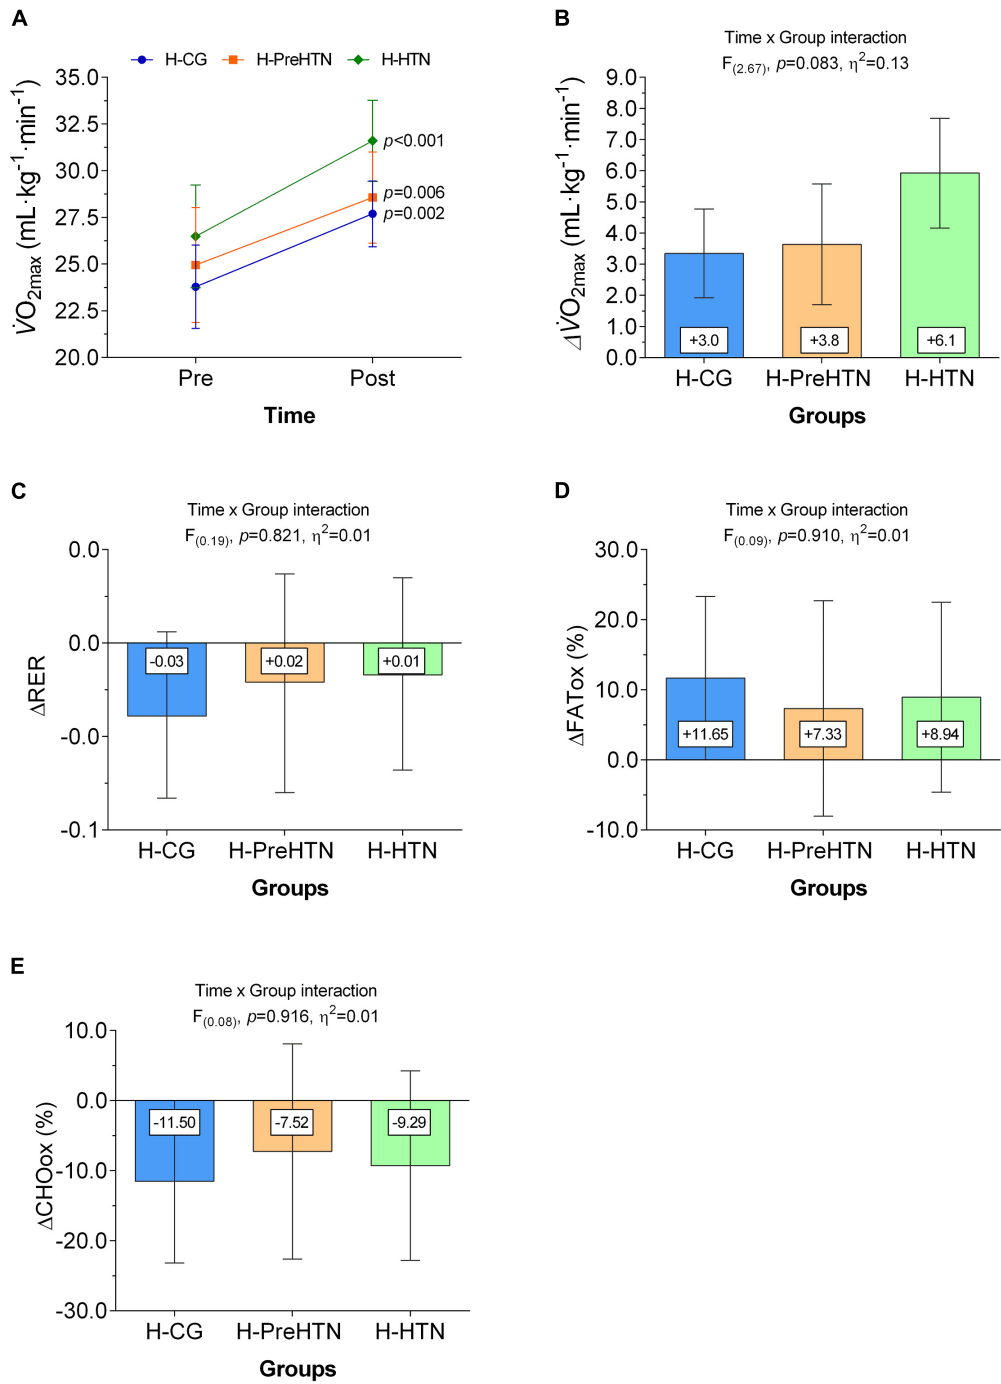 A
H-CG H-PreHTN H-HTN
35.0
32.5
30.0
27.5
25.0
22.5
20.0
V̇O2max (mL·kg-1·min-1)
p<0.001
p=0.006
p=0.002
Pre Post
Time
B
Time x Group interaction
F(2.67), p=0.083, η2=0.13
9.0
8.0
7.0
6.0
5.0
4.0
3.0
2.0
1.0
0.0
ΔV̇O2max (mL·kg-1·min-1)
+3.0 +3.8 +6.1
H-CG H-PreHTN H-HTN
Groups
C
Time x Group interaction
F(0.19), p=0.821, η2=0.01
0.0
0.0
-0.0
-0.1
ΔRER
-0.03 +0.02 +0.01
H-CG H-PreHTN H-HTN
Groups
D
Time x Group interaction
F(0.09), p=0.910, η2=0.01
30.0
20.0
10.0
0.0
-10.0
ΔFATox (%)
+11.65 +7.33 +8.94
H-CG H-PreHTN H-HTN
Groups
E
Time x Group interaction
F(0.08), p=0.916, η2=0.01
10.0
0.0
-10.0
-20.0
-30.0
ΔCHOox (%)
-11.50 -7.52 -9.29
H-CG H-PreHTN H-HTN
Groups